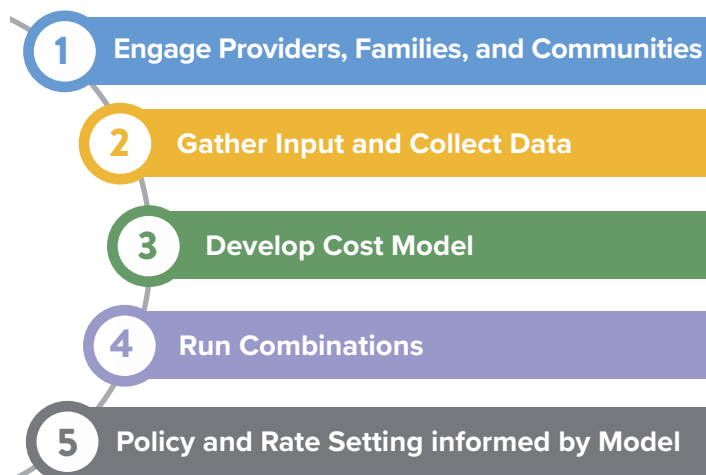 1 Engage Providers, Families, and Communities
2 Gather Input and Collect Data
3 Develop Cost Model
4 Run Combinations
5 Policy and Rate Setting informed by Model